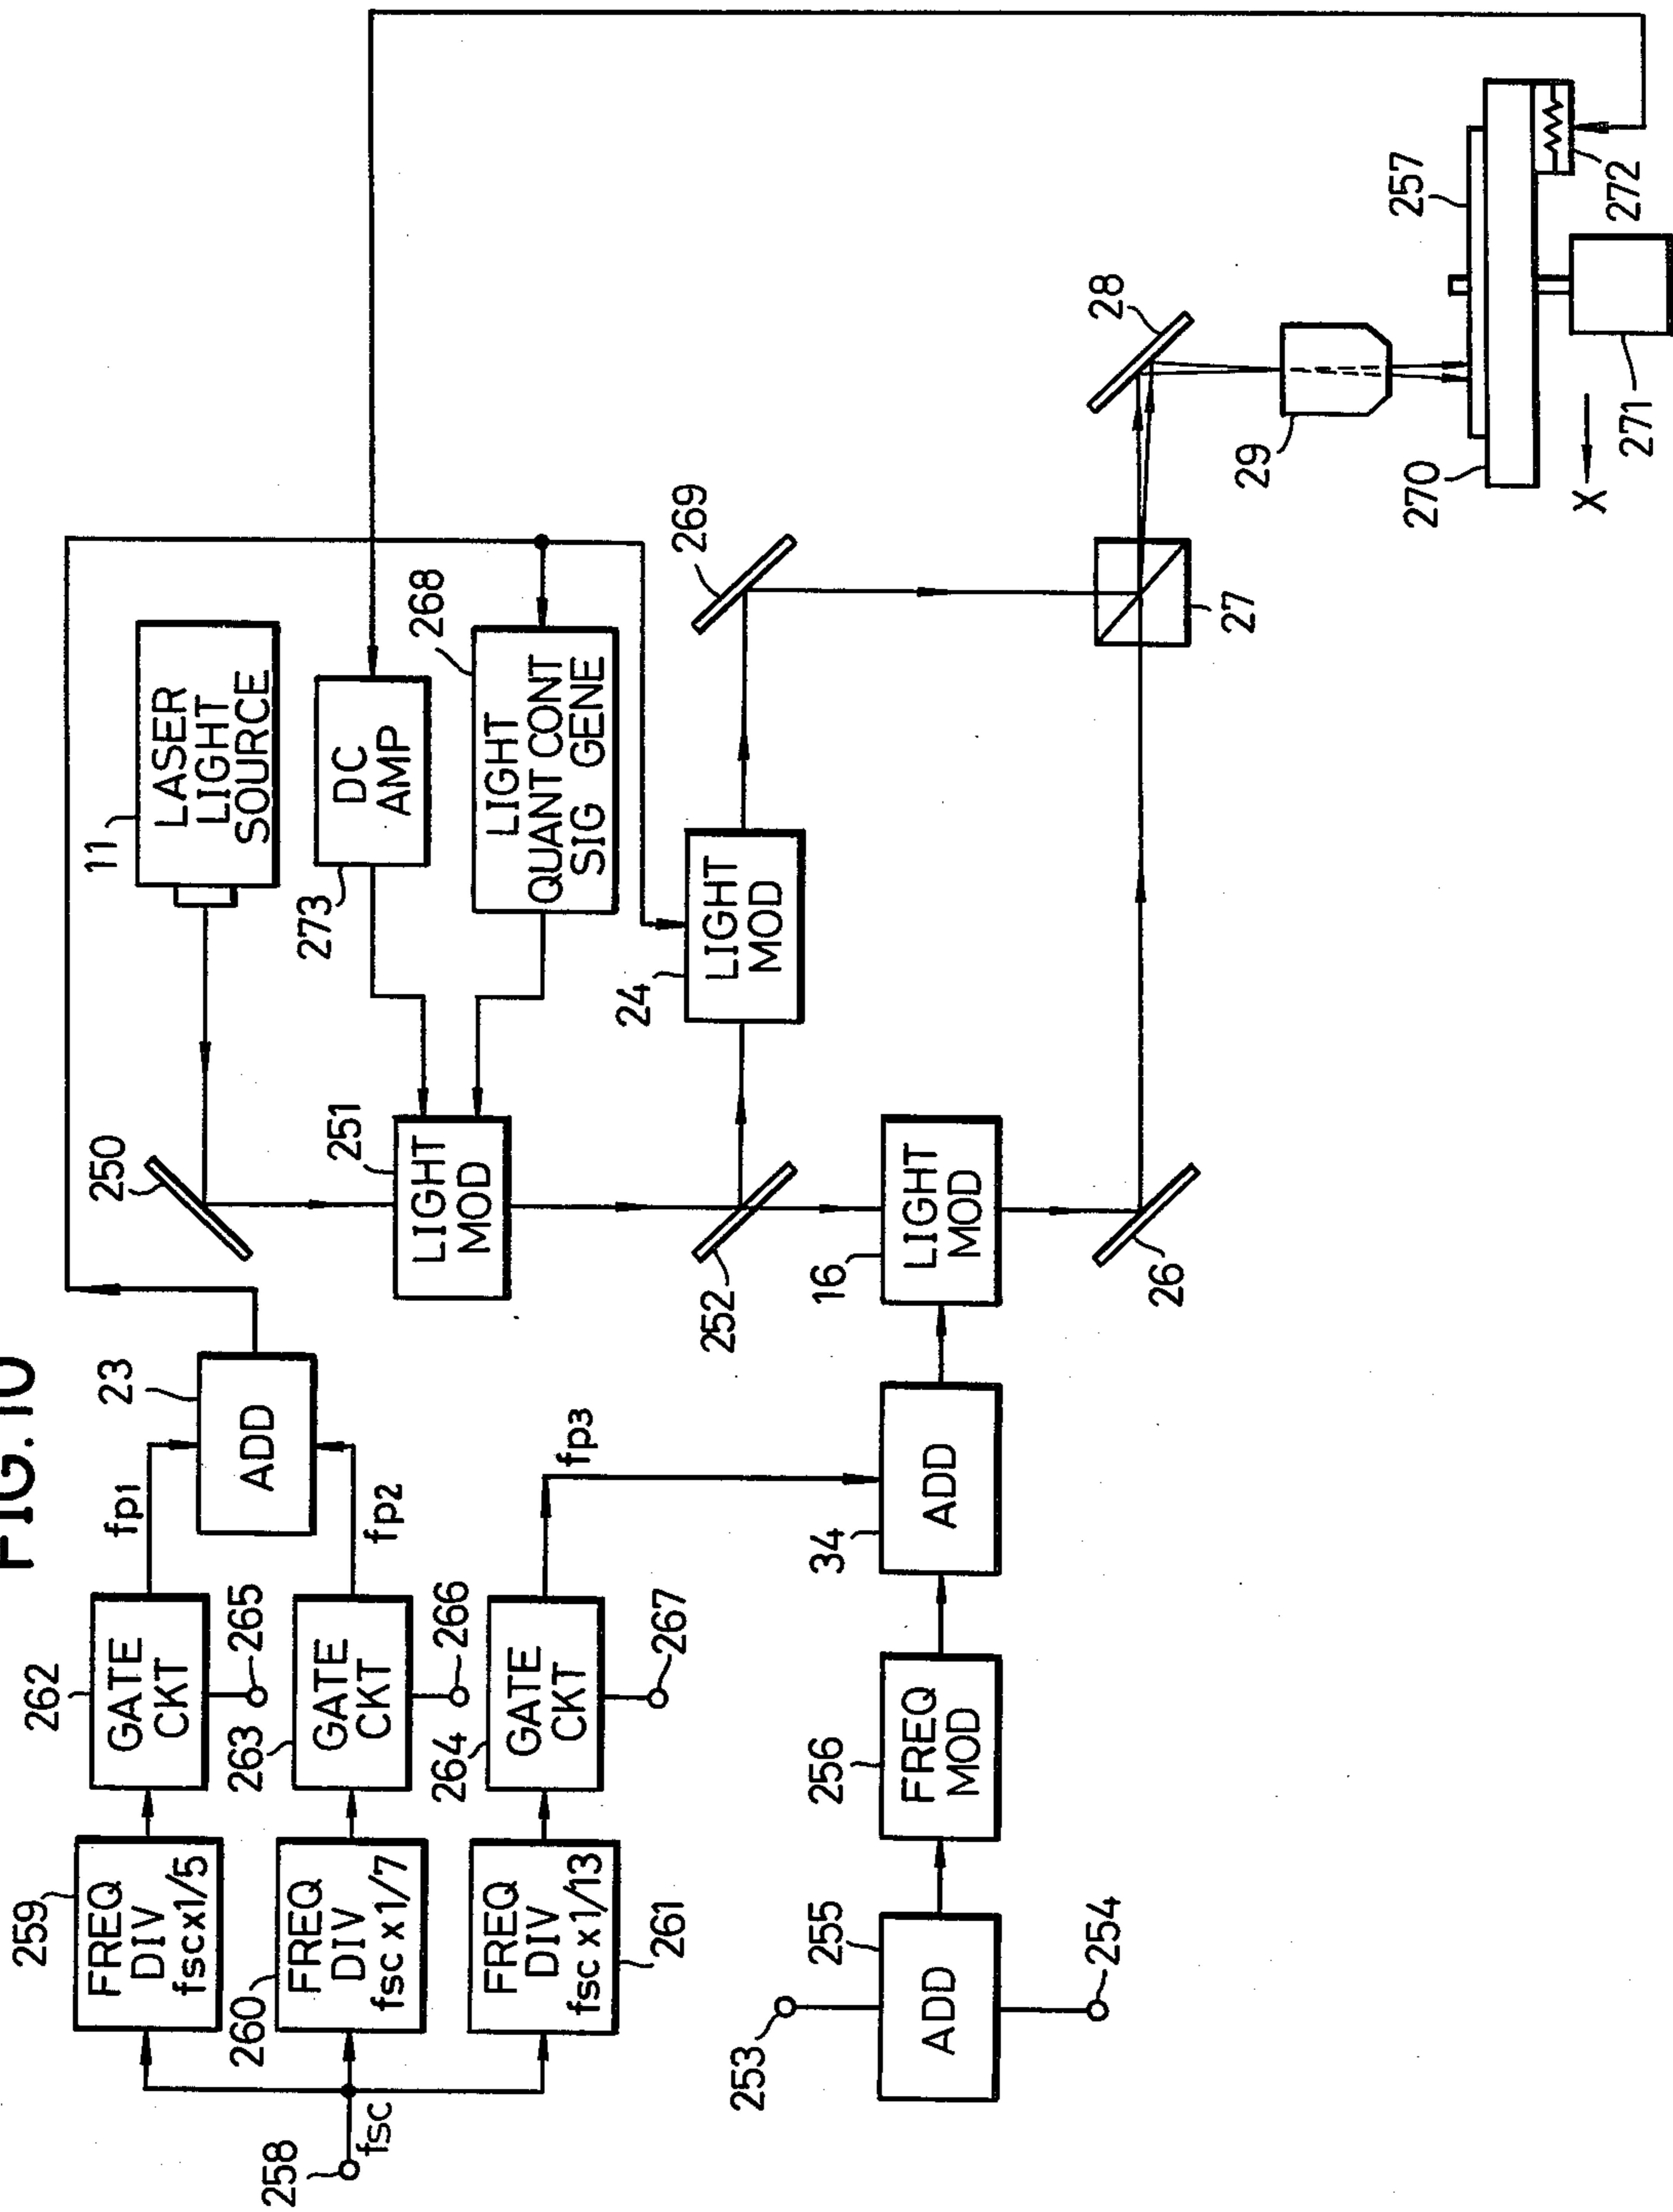 FIG.10
258
fsc
259
FREQ
DIV
fscx1/5
260
FREQ
DIV
fsc x 1/7
FREQ
DIV
fsc x 1/13
261
262
GATE
CKT
265
263
GATE
CKT
266
264
GATE
CKT
267
fp1
fp2
fp3
23
ADD
250
11
LASER
LIGHT
SOURCE
273
DC
AMP
268
LIGHT
QUANT CONT
SIG GENE
251
LIGHT
MOD
252
24
LIGHT
MOD
269
253
255
ADD
254
256
FREQ
MOD
34
ADD
16
LIGHT
MOD
26
27
28
29
257
270
272
X
271